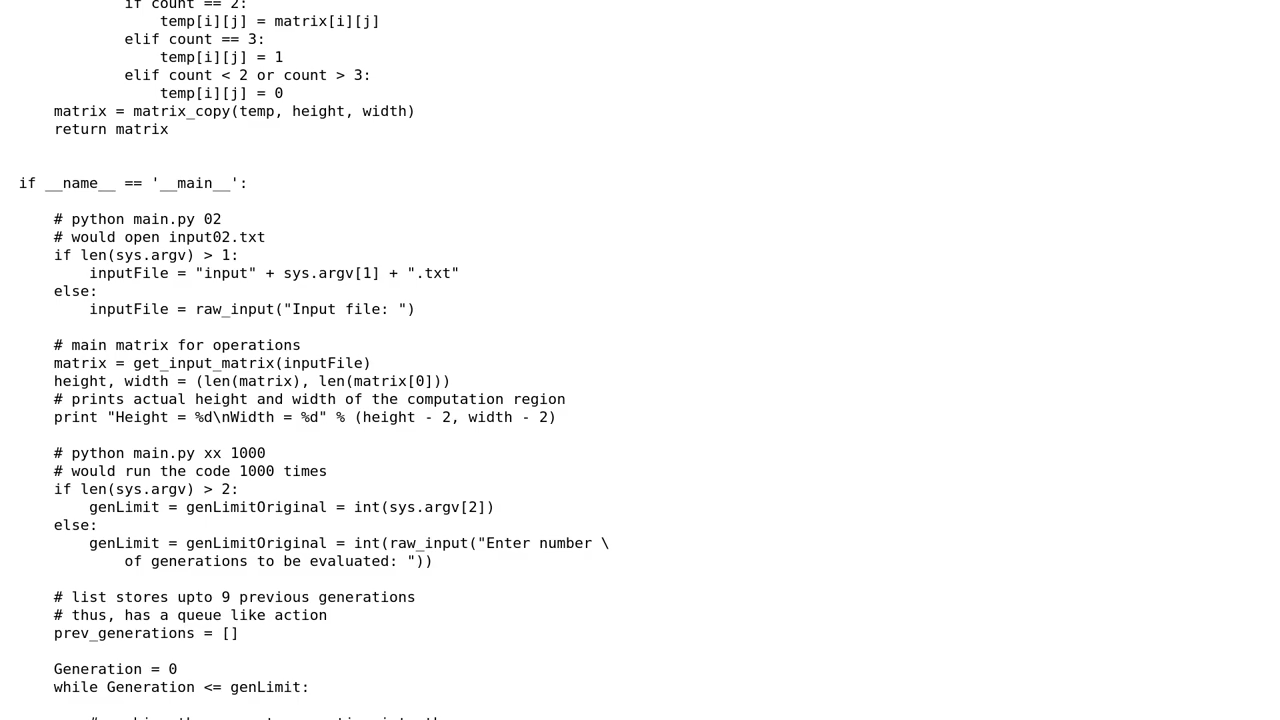 if count == 2:
                temp[i][j] = matrix[i][j]
            elif count == 3:
                temp[i][j] = 1
            elif count < 2 or count > 3:
                temp[i][j] = 0
    matrix = matrix_copy(temp, height, width)
    return matrix


if __name__ == '__main__':

    # python main.py 02
    # would open input02.txt
    if len(sys.argv) > 1:
        inputFile = "input" + sys.argv[1] + ".txt"
    else:
        inputFile = raw_input("Input file: ")

    # main matrix for operations
    matrix = get_input_matrix(inputFile)
    height, width = (len(matrix), len(matrix[0]))
    # prints actual height and width of the computation region
    print "Height = %d\nWidth = %d" % (height - 2, width - 2)

    # python main.py xx 1000
    # would run the code 1000 times
    if len(sys.argv) > 2:
        genLimit = genLimitOriginal = int(sys.argv[2])
    else:
        genLimit = genLimitOriginal = int(raw_input("Enter number \
            of generations to be evaluated: "))

    # list stores upto 9 previous generations
    # thus, has a queue like action
    prev_generations = []

    Generation = 0
    while Generation <= genLimit: